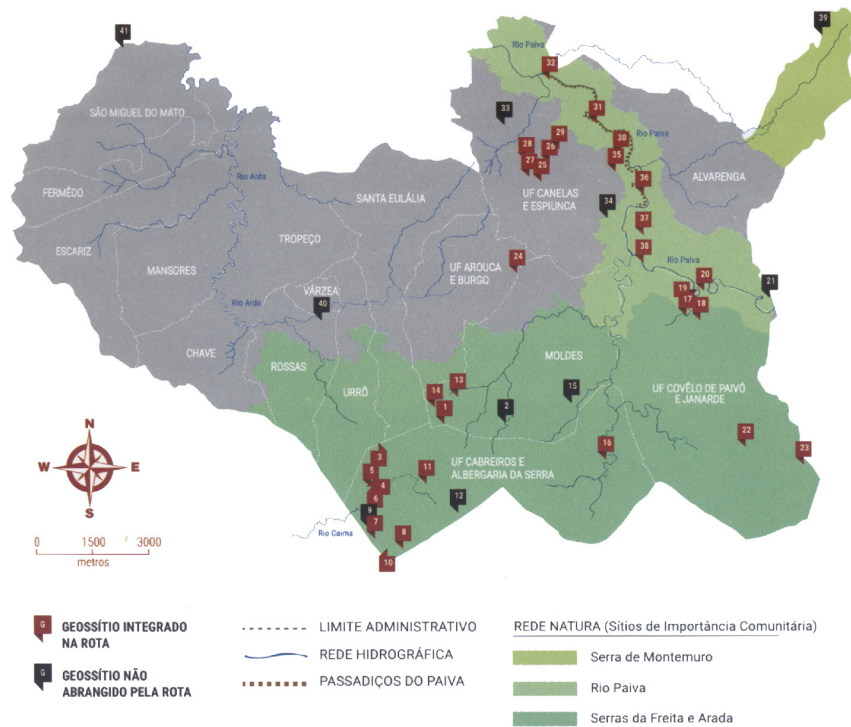 41
39
Rio Paiva
32
SÃO MIGUEL DO MATO
33
31
29
30
Rio Paiva
28
26
35
27
25
Rio Arda
36
ALVARENGA
FERMÊDO
SANTA EULÁLIA
UF CANELAS
E ESPIUNCA
34
37
ESCARIZ
TROPEÇO
MANSORES
24
UF AROUCA
E BURGO
38
Rio Paiva
20
21
VÁRZEA
19
Rio Arda
40
17
18
CHAVE
MOLDES
ROSSAS
URRÔ
13
15
UF COVÊLO DE PAIVÓ
E JANARDE
14
1
2
22
16
23
N
W
E
S
3
5
11
UF CABREIROS E
ALBERGARIA DA SERRA
4
6
12
9
7
Rio Caima
8
10
0 1500 3000
metros
G GEOSSÍTIO INTEGRADO
NA ROTA
G GEOSSÍTIO NÃO
ABRANGIDO PELA ROTA
LIMITE ADMINISTRATIVO
REDE HIDROGRÁFICA
PASSADIÇOS DO PAIVA
REDE NATURA (Sítios de Importância Comunitária)
Serra de Montemuro
Rio Paiva
Serras da Freita e Arada